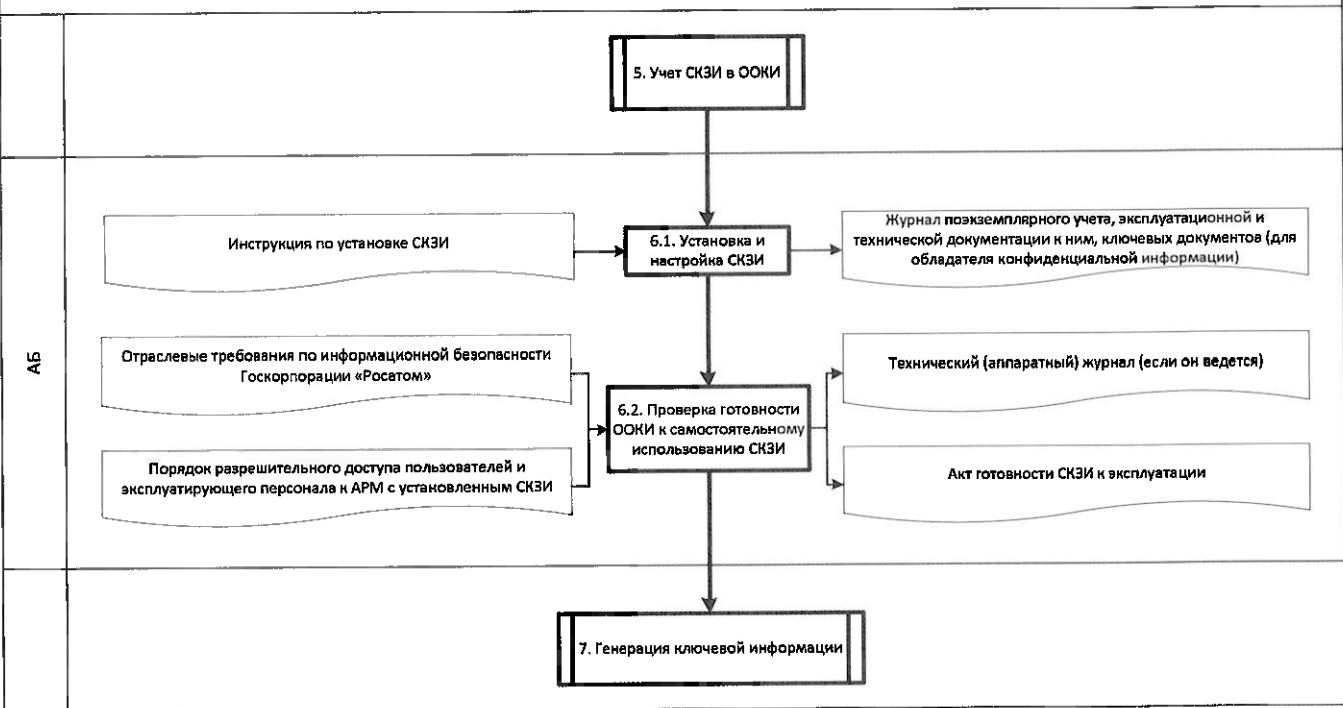 5. Учет СКЗИ в ООКИ
АБ
Инструкция по установке СКЗИ
6.1. Установка и
настройка СКЗИ
Журнал поэкземплярного учета, эксплуатационной и
технической документации к ним, ключевых документов (для
обладателя конфиденциальной информации)
Отраслевые требования по информационной безопасности
Госкорпорации «Росатом»
Порядок разрешительного доступа пользователей и
эксплуатирующего персонала к АРМ с установленным СКЗИ
6.2. Проверка готовности
ООКИ к самостоятельному
использованию СКЗИ
Технический (аппаратный) журнал (если он ведется)
Акт готовности СКЗИ к эксплуатации
7. Генерация ключевой информации